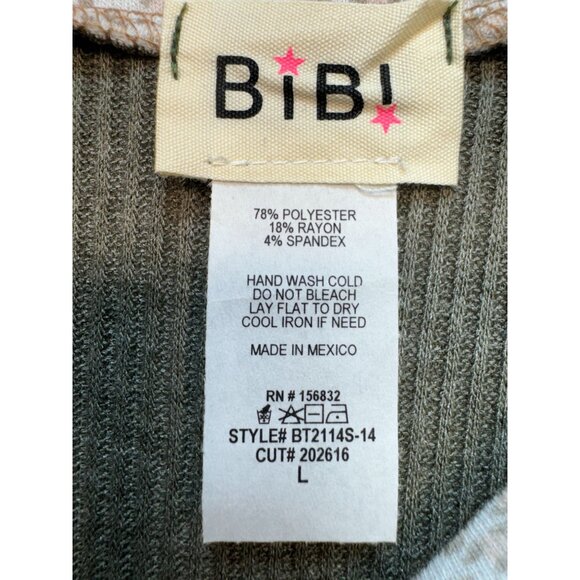 BiBi
78% POLYESTER
18% RAYON
4% SPANDEX
HAND WASH COLD
DO NOT BLEACH
LAY FLAT TO DRY
COOL IRON IF NEED
MADE IN MEXICO
RN # 156832
STYLE# BT2114S-14
CUT# 202616
L